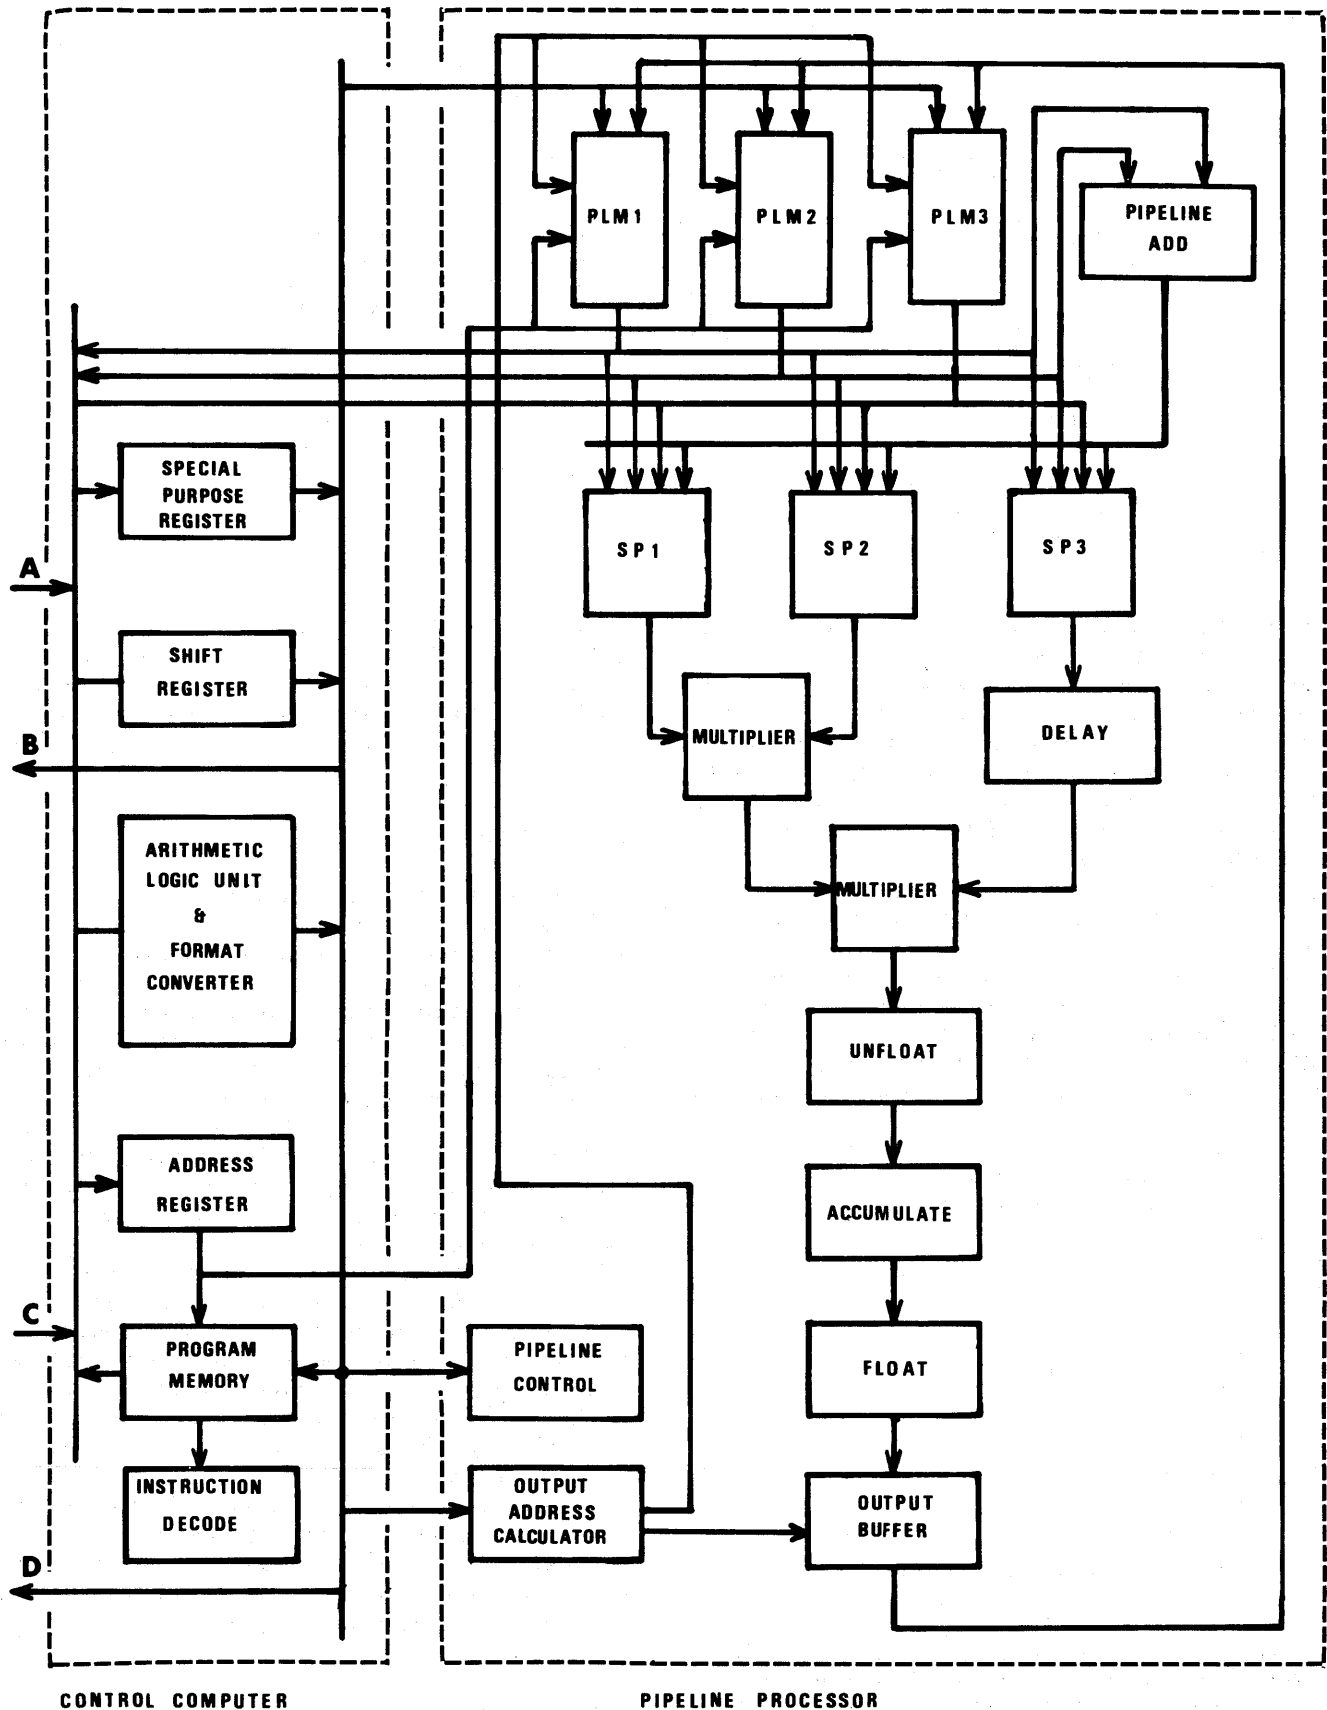 PLM1
PLM2
PLM3
PIPELINE
ADD
SPECIAL
PURPOSE
REGISTER
A
SP1
SP2
SP3
SHIFT
REGISTER
B
MULTIPLIER
DELAY
ARITHMETIC
LOGIC UNIT
&
FORMAT
CONVERTER
MULTIPLIER
UNFLOAT
ADDRESS
REGISTER
ACCUMULATE
C
PROGRAM
MEMORY
PIPELINE
CONTROL
FLOAT
INSTRUCTION
DECODE
OUTPUT
ADDRESS
CALCULATOR
OUTPUT
BUFFER
D
CONTROL COMPUTER
PIPELINE PROCESSOR